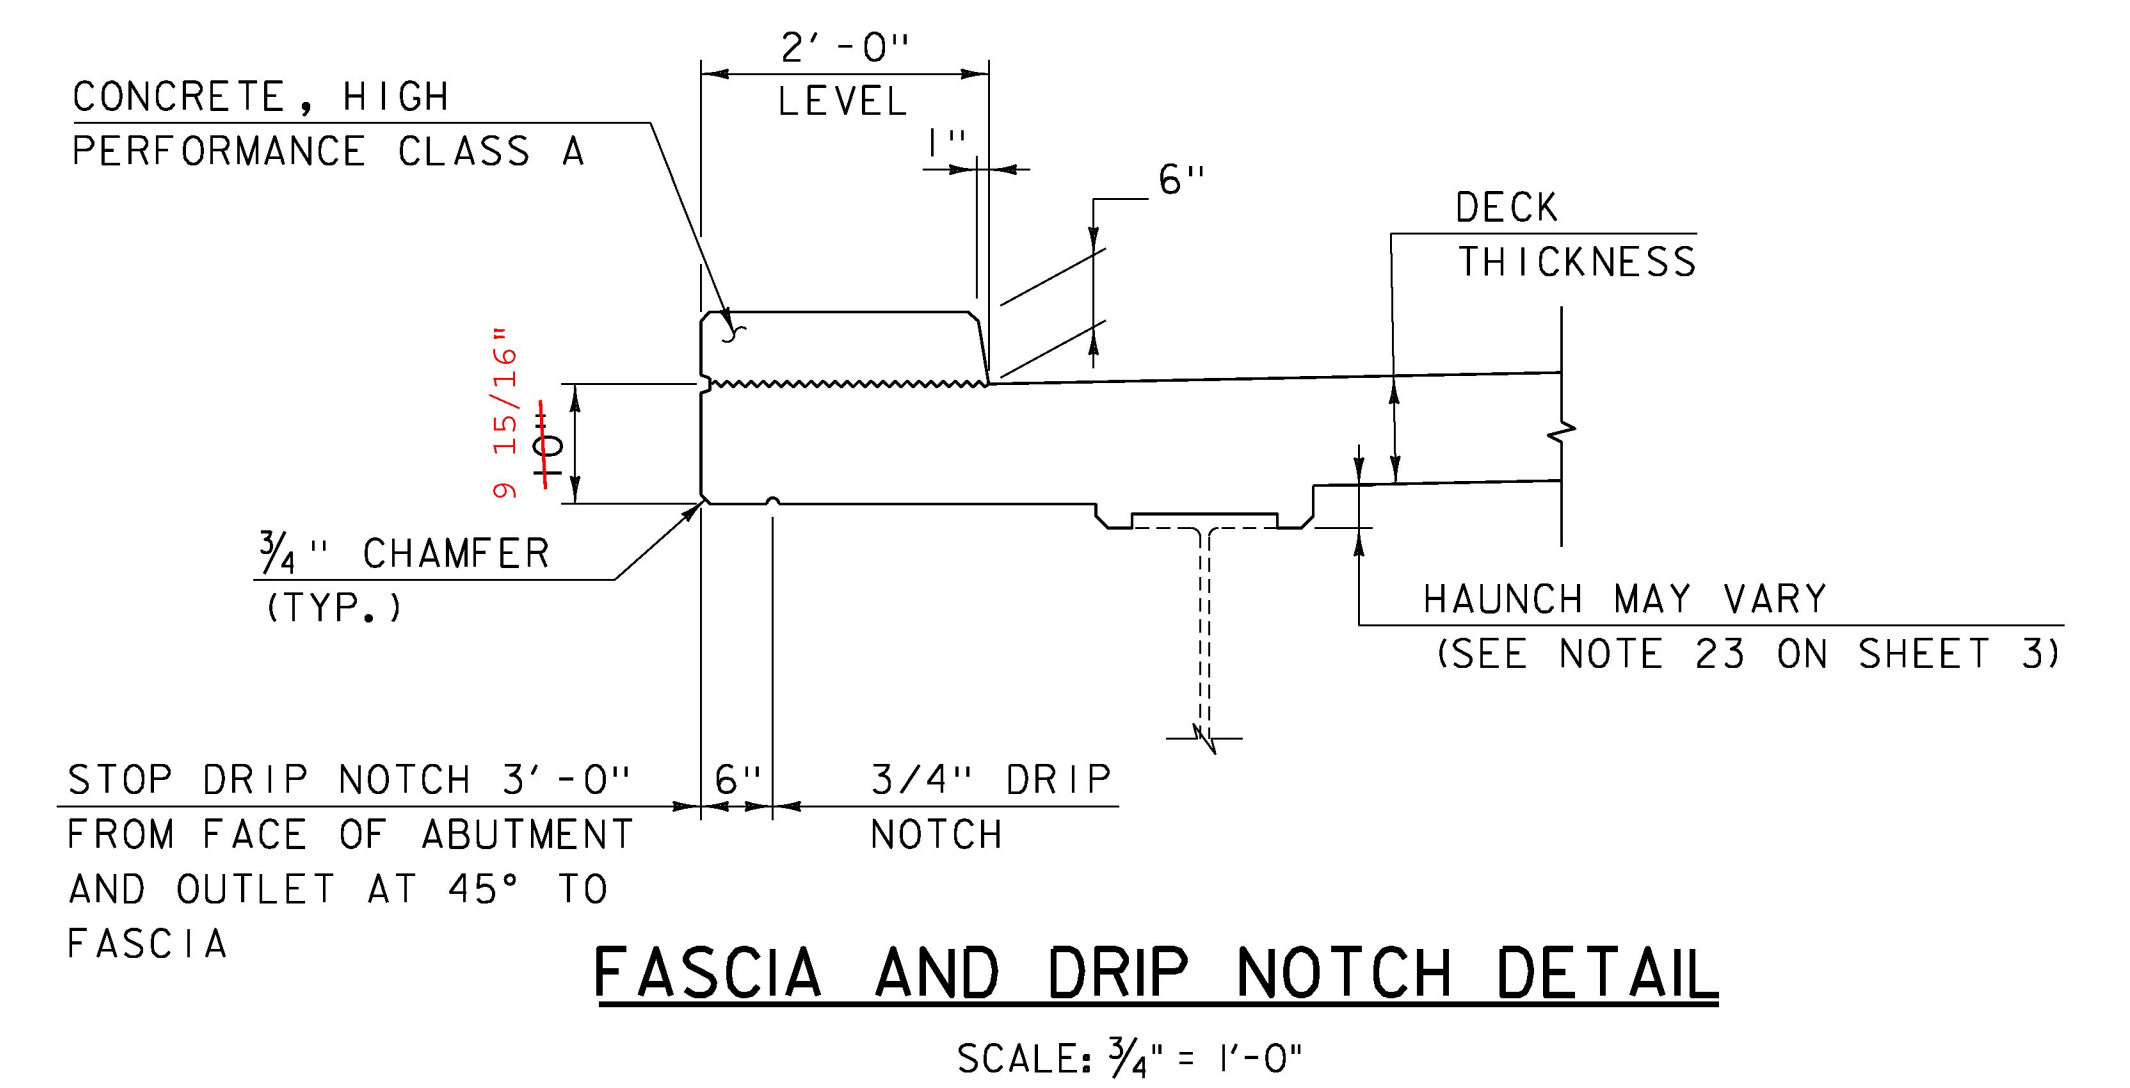 2'-0"
LEVEL
CONCRETE, HIGH
PERFORMANCE CLASS A
1"
6"
DECK
THICKNESS
9 15/16"
10"
¾" CHAMFER
(TYP.)
HAUNCH MAY VARY
(SEE NOTE 23 ON SHEET 3)
STOP DRIP NOTCH 3'-0"
FROM FACE OF ABUTMENT
AND OUTLET AT 45° TO
FASCIA
6"
3/4" DRIP
NOTCH
FASCIA AND DRIP NOTCH DETAIL
SCALE: ¾" = 1'-0"